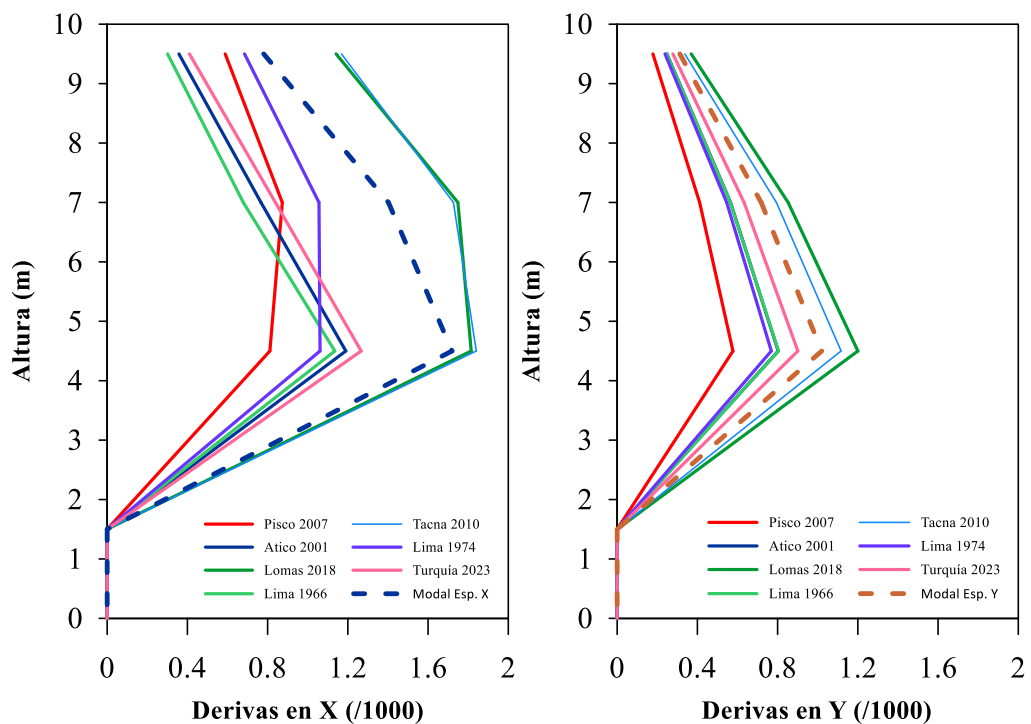 10
9
8
7
6
5
4
3
2
1
0
Altura (m)
Pisco 2007
Tacna 2010
Atico 2001
Lima 1974
Lomas 2018
Turquía 2023
Lima 1966
Modal Esp. X
0 0.4 0.8 1.2 1.6 2
Derivas en X (/1000)
10
9
8
7
6
5
4
3
2
1
0
Altura (m)
Pisco 2007
Tacna 2010
Atico 2001
Lima 1974
Lomas 2018
Turquía 2023
Lima 1966
Modal Esp. Y
0 0.4 0.8 1.2 1.6 2
Derivas en Y (/1000)